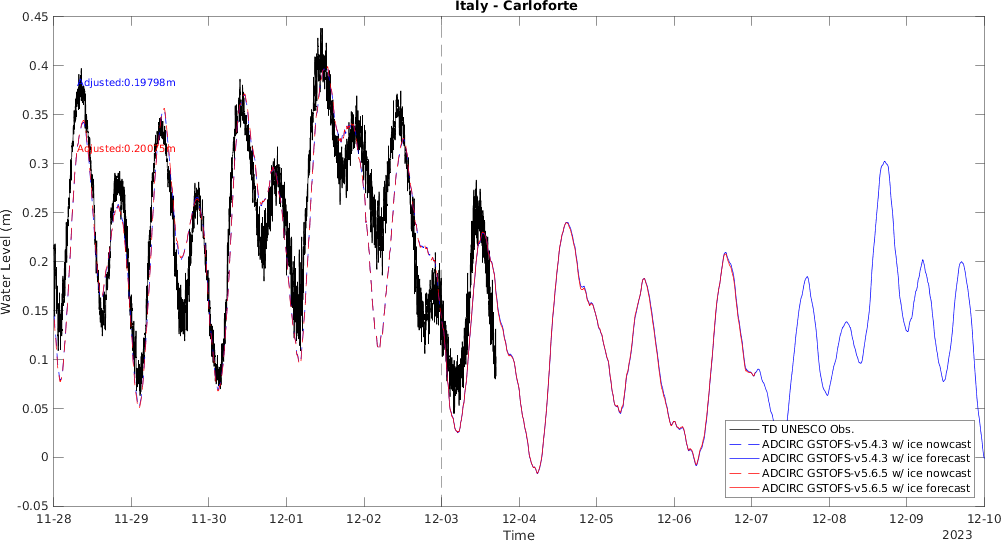 Italy - Carloforte
0.45
0.4
0.35
0.3
0.25
0.2
0.15
0.1
0.05
0
-0.05
Water Level (m)
Adjusted:0.19798m
TD UNESCO Obs.
ADCIRC GSTOFS-v5.4.3 w/ ice nowcast
ADCIRC GSTOFS-v5.4.3 w/ ice forecast
ADCIRC GSTOFS-v5.6.5 w/ ice nowcast
ADCIRC GSTOFS-v5.6.5 w/ ice forecast
11-28 11-29 11-30 12-01 12-02 12-03 12-04 12-05 12-06 12-07 12-08 12-09 12-10
Time
2023